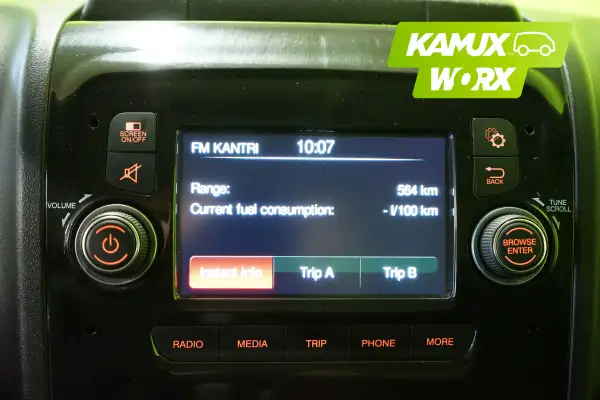 KAMUX
WORX
SCREEN
ON/OFF
FM KANTRI 10:07
BACK
Range: 564 km
Current fuel consumption: - l/100 km
VOLUME
TUNE
SCROLL
BROWSE
ENTER
Instant info Trip A Trip B
RADIO MEDIA TRIP PHONE MORE